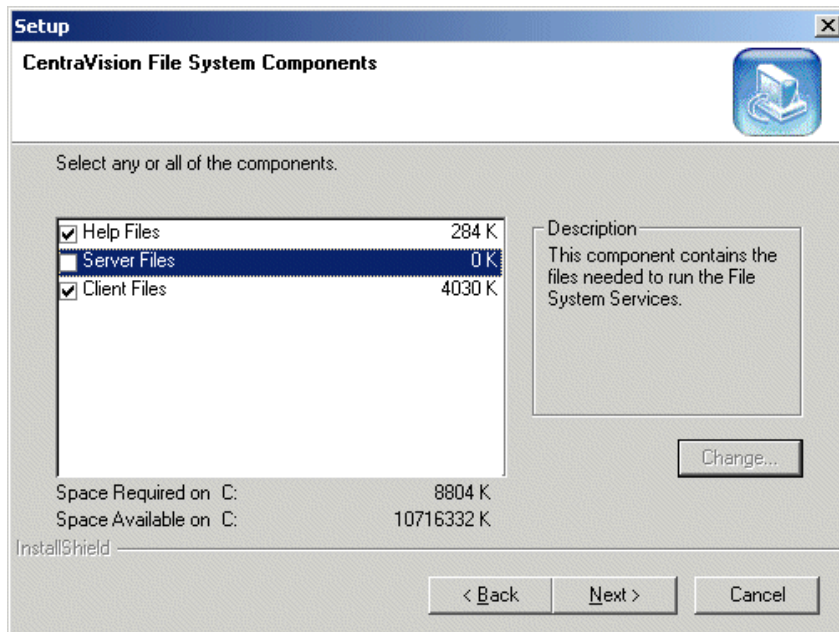 Setup
CentraVision File System Components
Select any or all of the components.
Help Files 284 K
Server Files 0 K
Client Files 4030 K
Description
This component contains the
files needed to run the File
System Services.
Change...
Space Required on C: 8804 K
Space Available on C: 10716332 K
InstallShield
< Back
Next >
Cancel